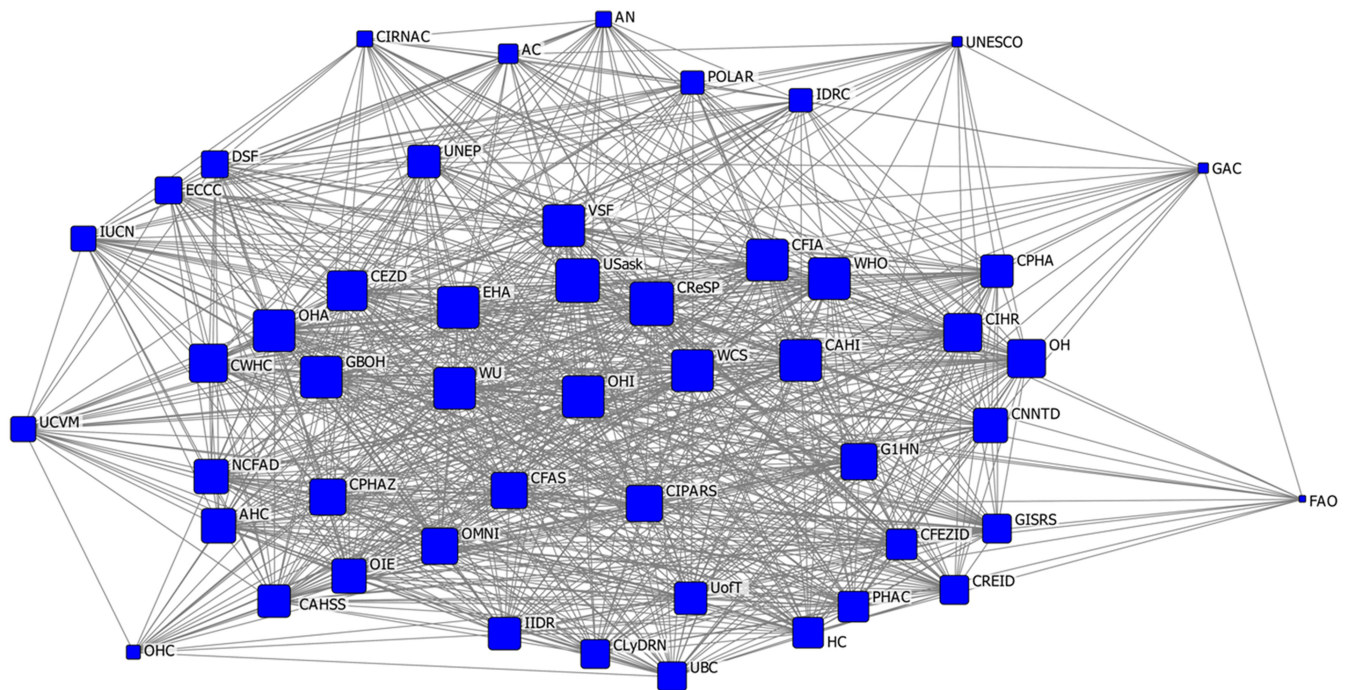 AN
CIRNAC
UNESCO
AC
POLAR
IDRC
DSF
UNEP
GAC
ECCC
VSF
IUCN
CFIA
USask
WHO
CPHA
CEZD
CReSP
EHA
OHA
CIHR
CAHI
OH
WCS
GBOH
CWHC
WU
OHI
CNNTD
UCVM
G1HN
NCFAD
CFAS
CPHAZ
CIPARS
FAO
AHC
GISRS
OMNI
CFEZID
OIE
CREID
UofT
PHAC
CAHSS
IIDR
HC
CLyDRN
OHC
UBC